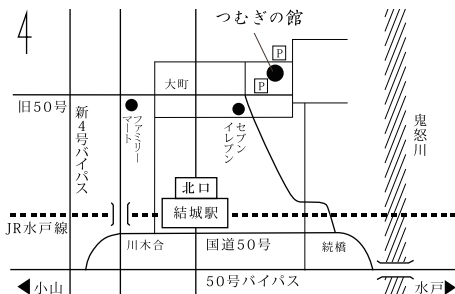 つむぎの館
P
P
大町
旧50号
新4号バイパス
ファミリー
マート
セブン
イレブン
鬼怒川
北口
結城駅
JR水戸線
川木合
国道50号
続橋
50号バイパス
小山
水戸